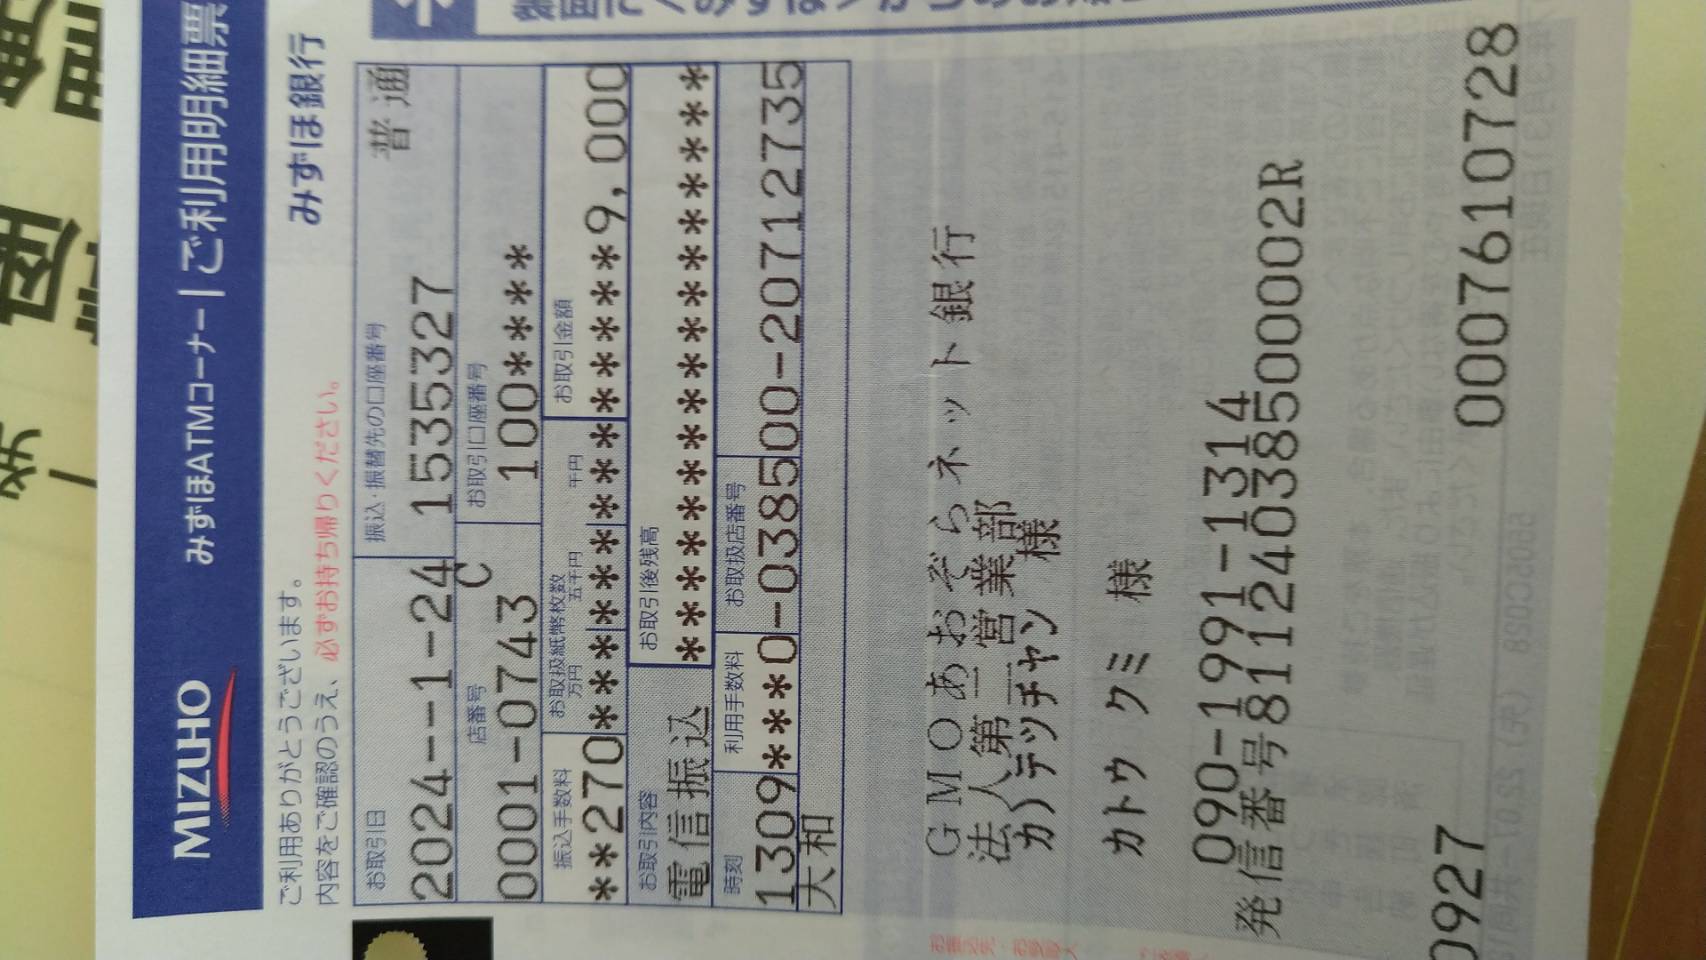 MIZUHO みずほATMコーナー | ご利用明細票
ご利用ありがとうございます。
内容をご確認のうえ、必ずお持ち帰りください。
みずほ銀行
お取引日 振込・振替先の口座番号
2024--1-24 1535327 普通
店番号 お取引口座番号
0001-0743 C 100****
振込手数料 お取扱紙幣枚数 万円 五千円 千円 お取引金額
**270*************9,000
お取引内容 お取引後残高
電信振込 ******************
時刻 利用手数料 お取扱店番号
1309****0-038500-20712735
大和
GMOあおぞらネット銀行
法人第二営業部
カ)テツチヤン 様
カトウ クミ 様
090-1991-1314
発信番号81124038500002R
0927 0007610728